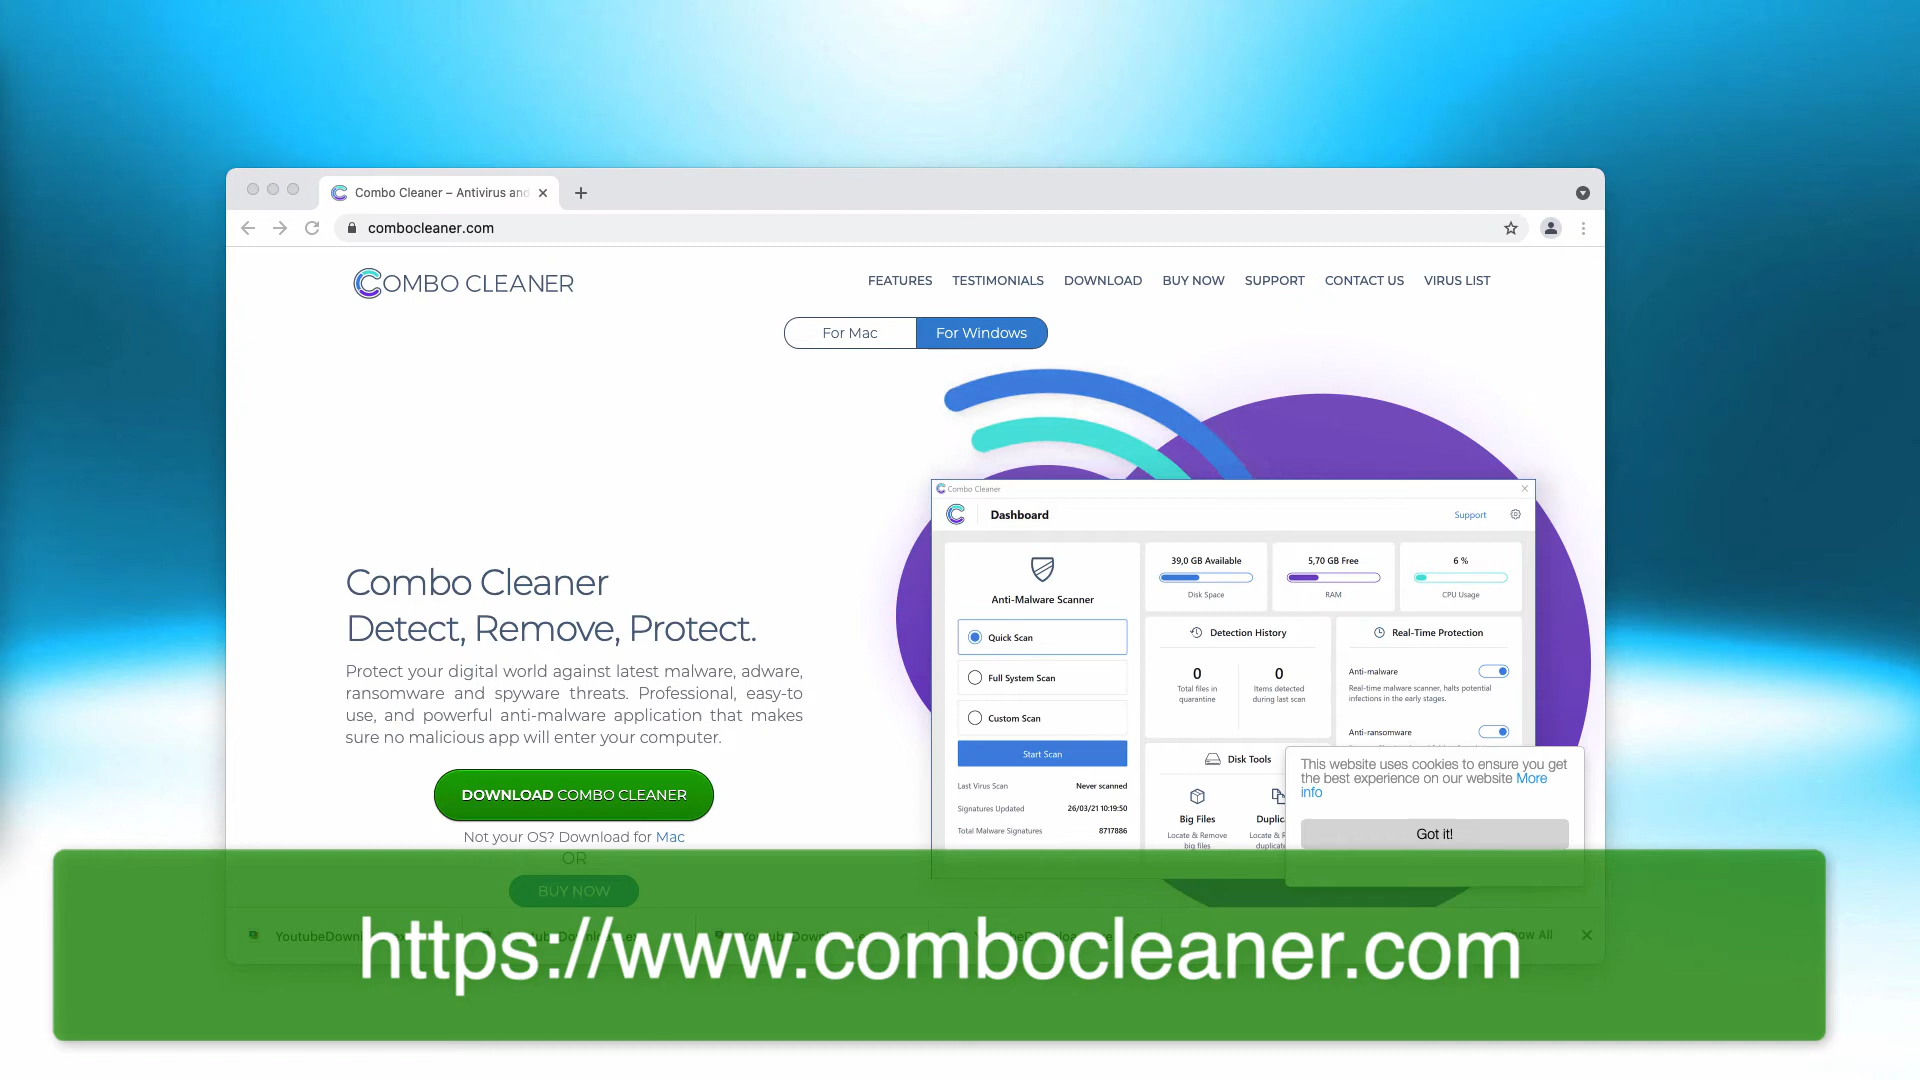 Combo Cleaner – Antivirus and
combocleaner.com
COMBO CLEANER
FEATURES TESTIMONIALS DOWNLOAD BUY NOW SUPPORT CONTACT US VIRUS LIST
For Mac For Windows
Combo Cleaner
Dashboard
Support
Anti-Malware Scanner
Quick Scan
Full System Scan
Custom Scan
Start Scan
Last Virus Scan Never scanned
Signatures Updated 26/03/21 10:19:50
Total Malware Signatures 8717886
39,0 GB Available
Disk Space
5,70 GB Free
RAM
6 %
CPU Usage
Detection History
0
Total files in
quarantine
0
Items detected
during last scan
Real-Time Protection
Anti-malware
Real-time malware scanner, halts potential
infections in the early stages.
Anti-ransomware
Disk Tools
Big Files
Locate & Remove
big files
Combo Cleaner
Detect, Remove, Protect.
Protect your digital world against latest malware, adware,
ransomware and spyware threats. Professional, easy-to
use, and powerful anti-malware application that makes
sure no malicious app will enter your computer.
DOWNLOAD COMBO CLEANER
Not your OS? Download for Mac
OR
BUY NOW
This website uses cookies to ensure you get
the best experience on our website More
info
Got it!
https://www.combocleaner.com